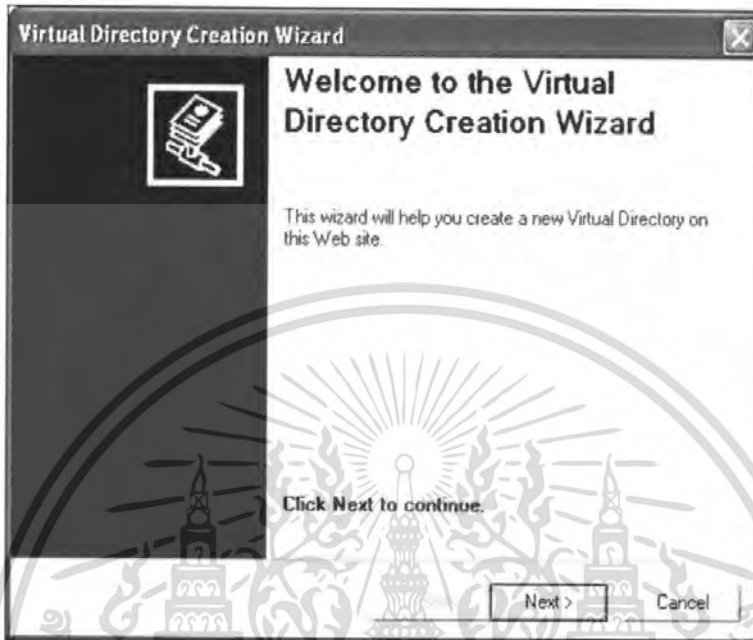 Virtual Directory Creation Wizard
Welcome to the Virtual
Directory Creation Wizard
This wizard will help you create a new Virtual Directory on
this Web site.
Click Next to continue.
Next >
Cancel